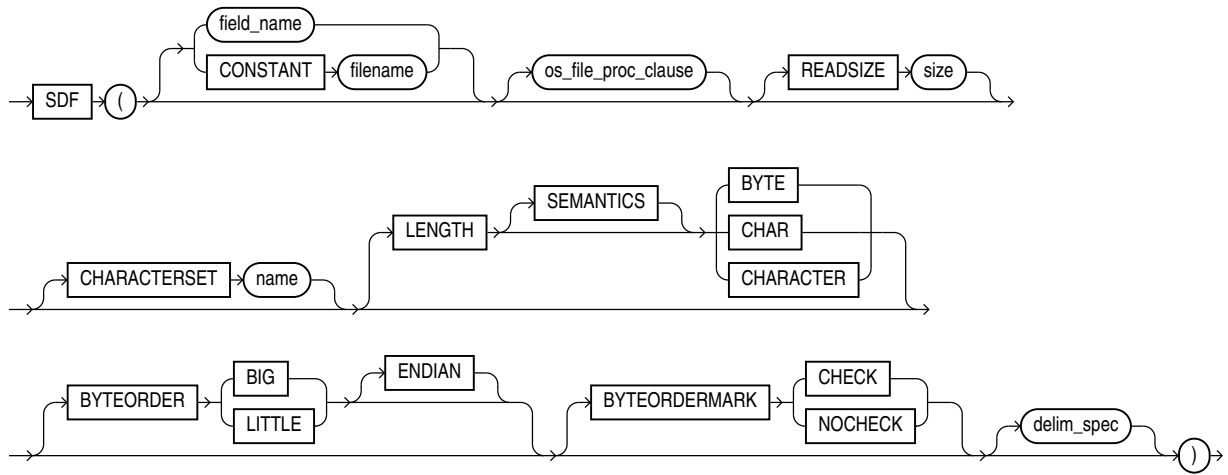 field_name
CONSTANT filename os_file_proc_clause READSIZE size
SDF (
SEMANTICS BYTE
LENGTH CHAR
CHARACTERSET name CHARACTER
BIG ENDIAN CHECK
BYTEORDER BYTEORDERMARK
LITTLE NOCHECK delim_spec
)